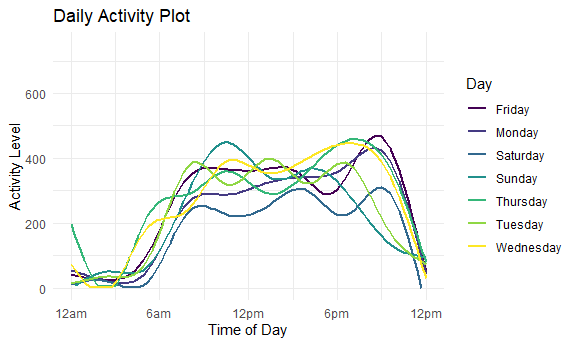 Daily Activity Plot
Activity Level
600
400
200
0
12am
6am
12pm
6pm
12pm
Time of Day
Day
Friday
Monday
Saturday
Sunday
Thursday
Tuesday
Wednesday